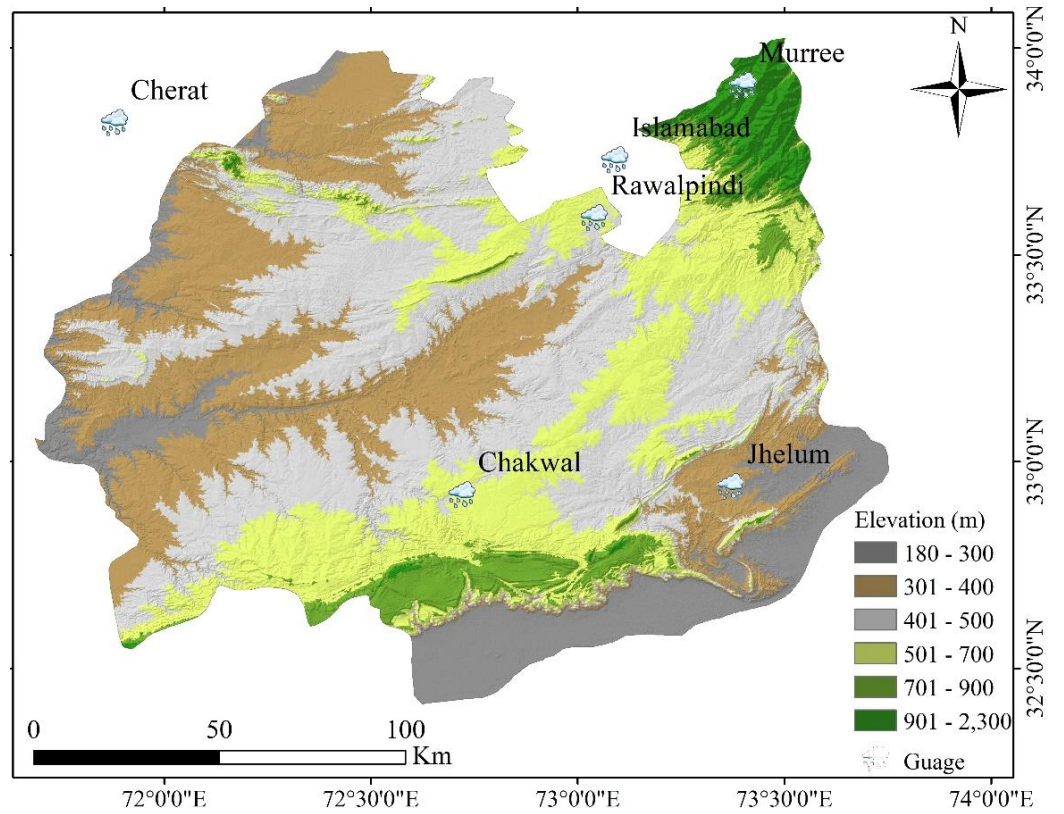 N
Murree
Cherat
Islamabad
Rawalpindi
Chakwal
Jhelum
Elevation (m)
180 - 300
301 - 400
401 - 500
501 - 700
701 - 900
901 - 2,300
Guage
0 50 100
Km
72°0'0"E 72°30'0"E 73°0'0"E 73°30'0"E 74°0'0"E
34°0'0"N
33°30'0"N
33°0'0"N
32°30'0"N